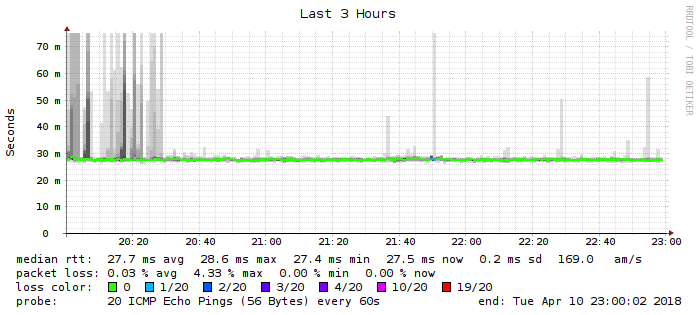 Last 3 Hours
RRDTOOL / TOBI OETIKER
Seconds
70 m
60 m
50 m
40 m
30 m
20 m
10 m
0
20:20 20:40 21:00 21:20 21:40 22:00 22:20 22:40 23:00
median rtt: 27.7 ms avg 28.6 ms max 27.4 ms min 27.5 ms now 0.2 ms sd 169.0 am/s
packet loss: 0.03 % avg 4.33 % max 0.00 % min 0.00 % now
loss color: 0 1/20 2/20 3/20 4/20 10/20 19/20
probe: 20 ICMP Echo Pings (56 Bytes) every 60s end: Tue Apr 10 23:00:02 2018